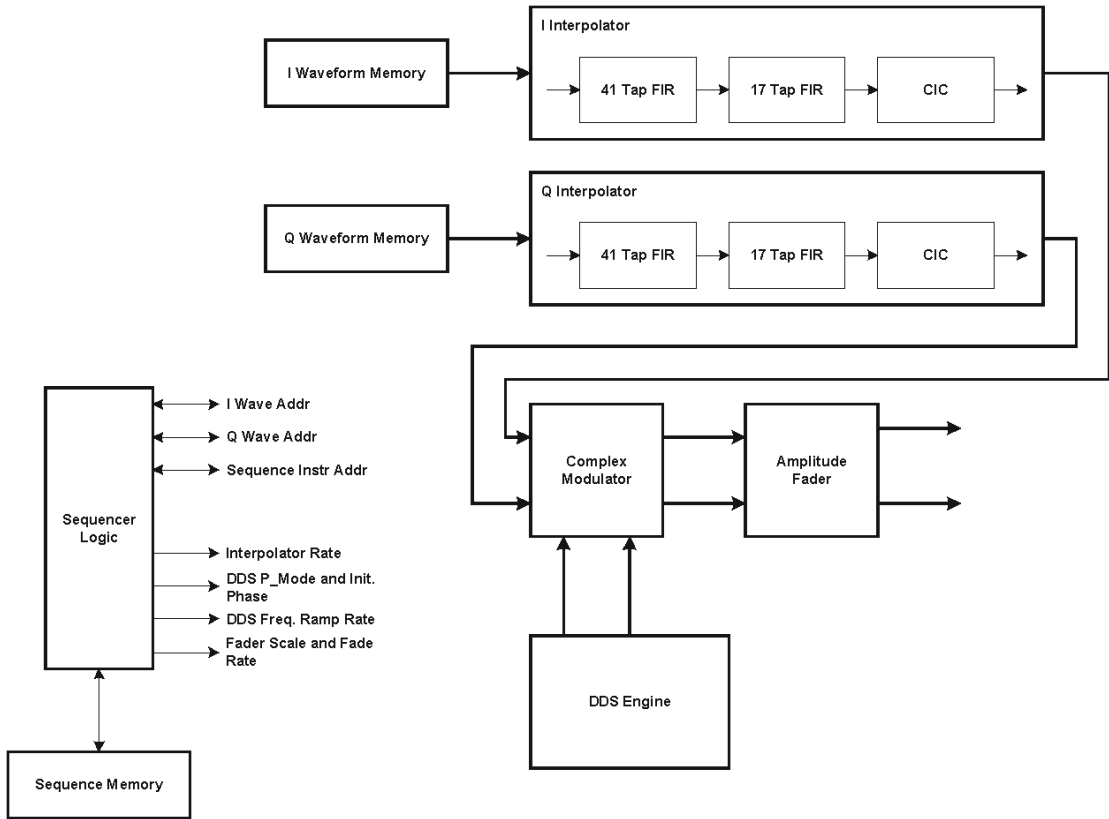 I Interpolator
I Waveform Memory
41 Tap FIR
17 Tap FIR
CIC
Q Interpolator
Q Waveform Memory
41 Tap FIR
17 Tap FIR
CIC
Sequencer
Logic
I Wave Addr
Q Wave Addr
Sequence Instr Addr
Interpolator Rate
DDS P_Mode and Init.
Phase
DDS Freq. Ramp Rate
Fader Scale and Fade
Rate
Complex
Modulator
Amplitude
Fader
DDS Engine
Sequence Memory